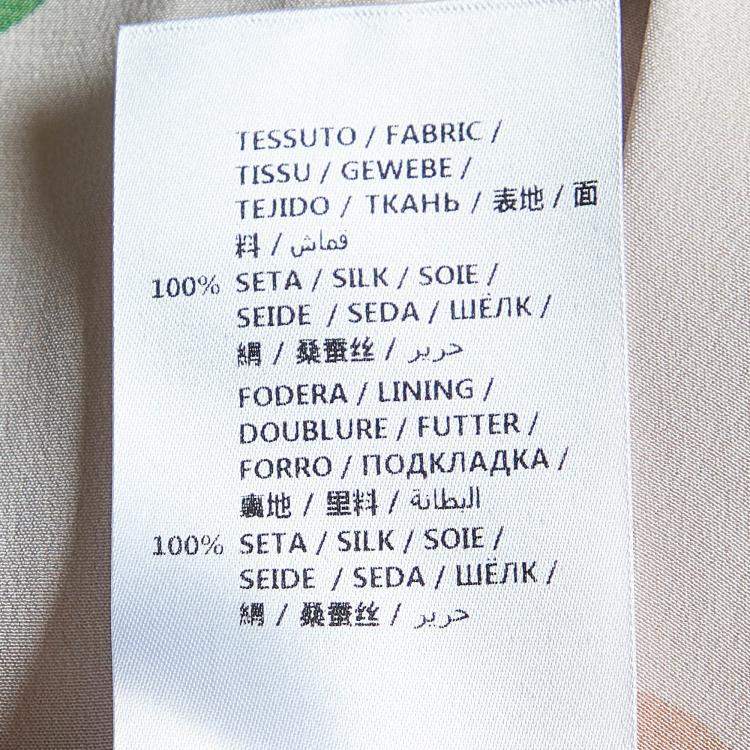 TESSUTO / FABRIC /
TISSU / GEWEBE /
TEJIDO / ТКАНЬ / 表地 / 面
料 / قماش
100% SETA / SILK / SOIE /
SEIDE / SEDA / ШЁЛК /
絹 / 桑蚕丝 / حرير
FODERA / LINING /
DOUBLURE / FUTTER /
FORRO / ПОДКЛАДКА /
裏地 / 里料 / البطانة
100% SETA / SILK / SOIE /
SEIDE / SEDA / ШЁЛК /
絹 / 桑蚕丝 / حرير